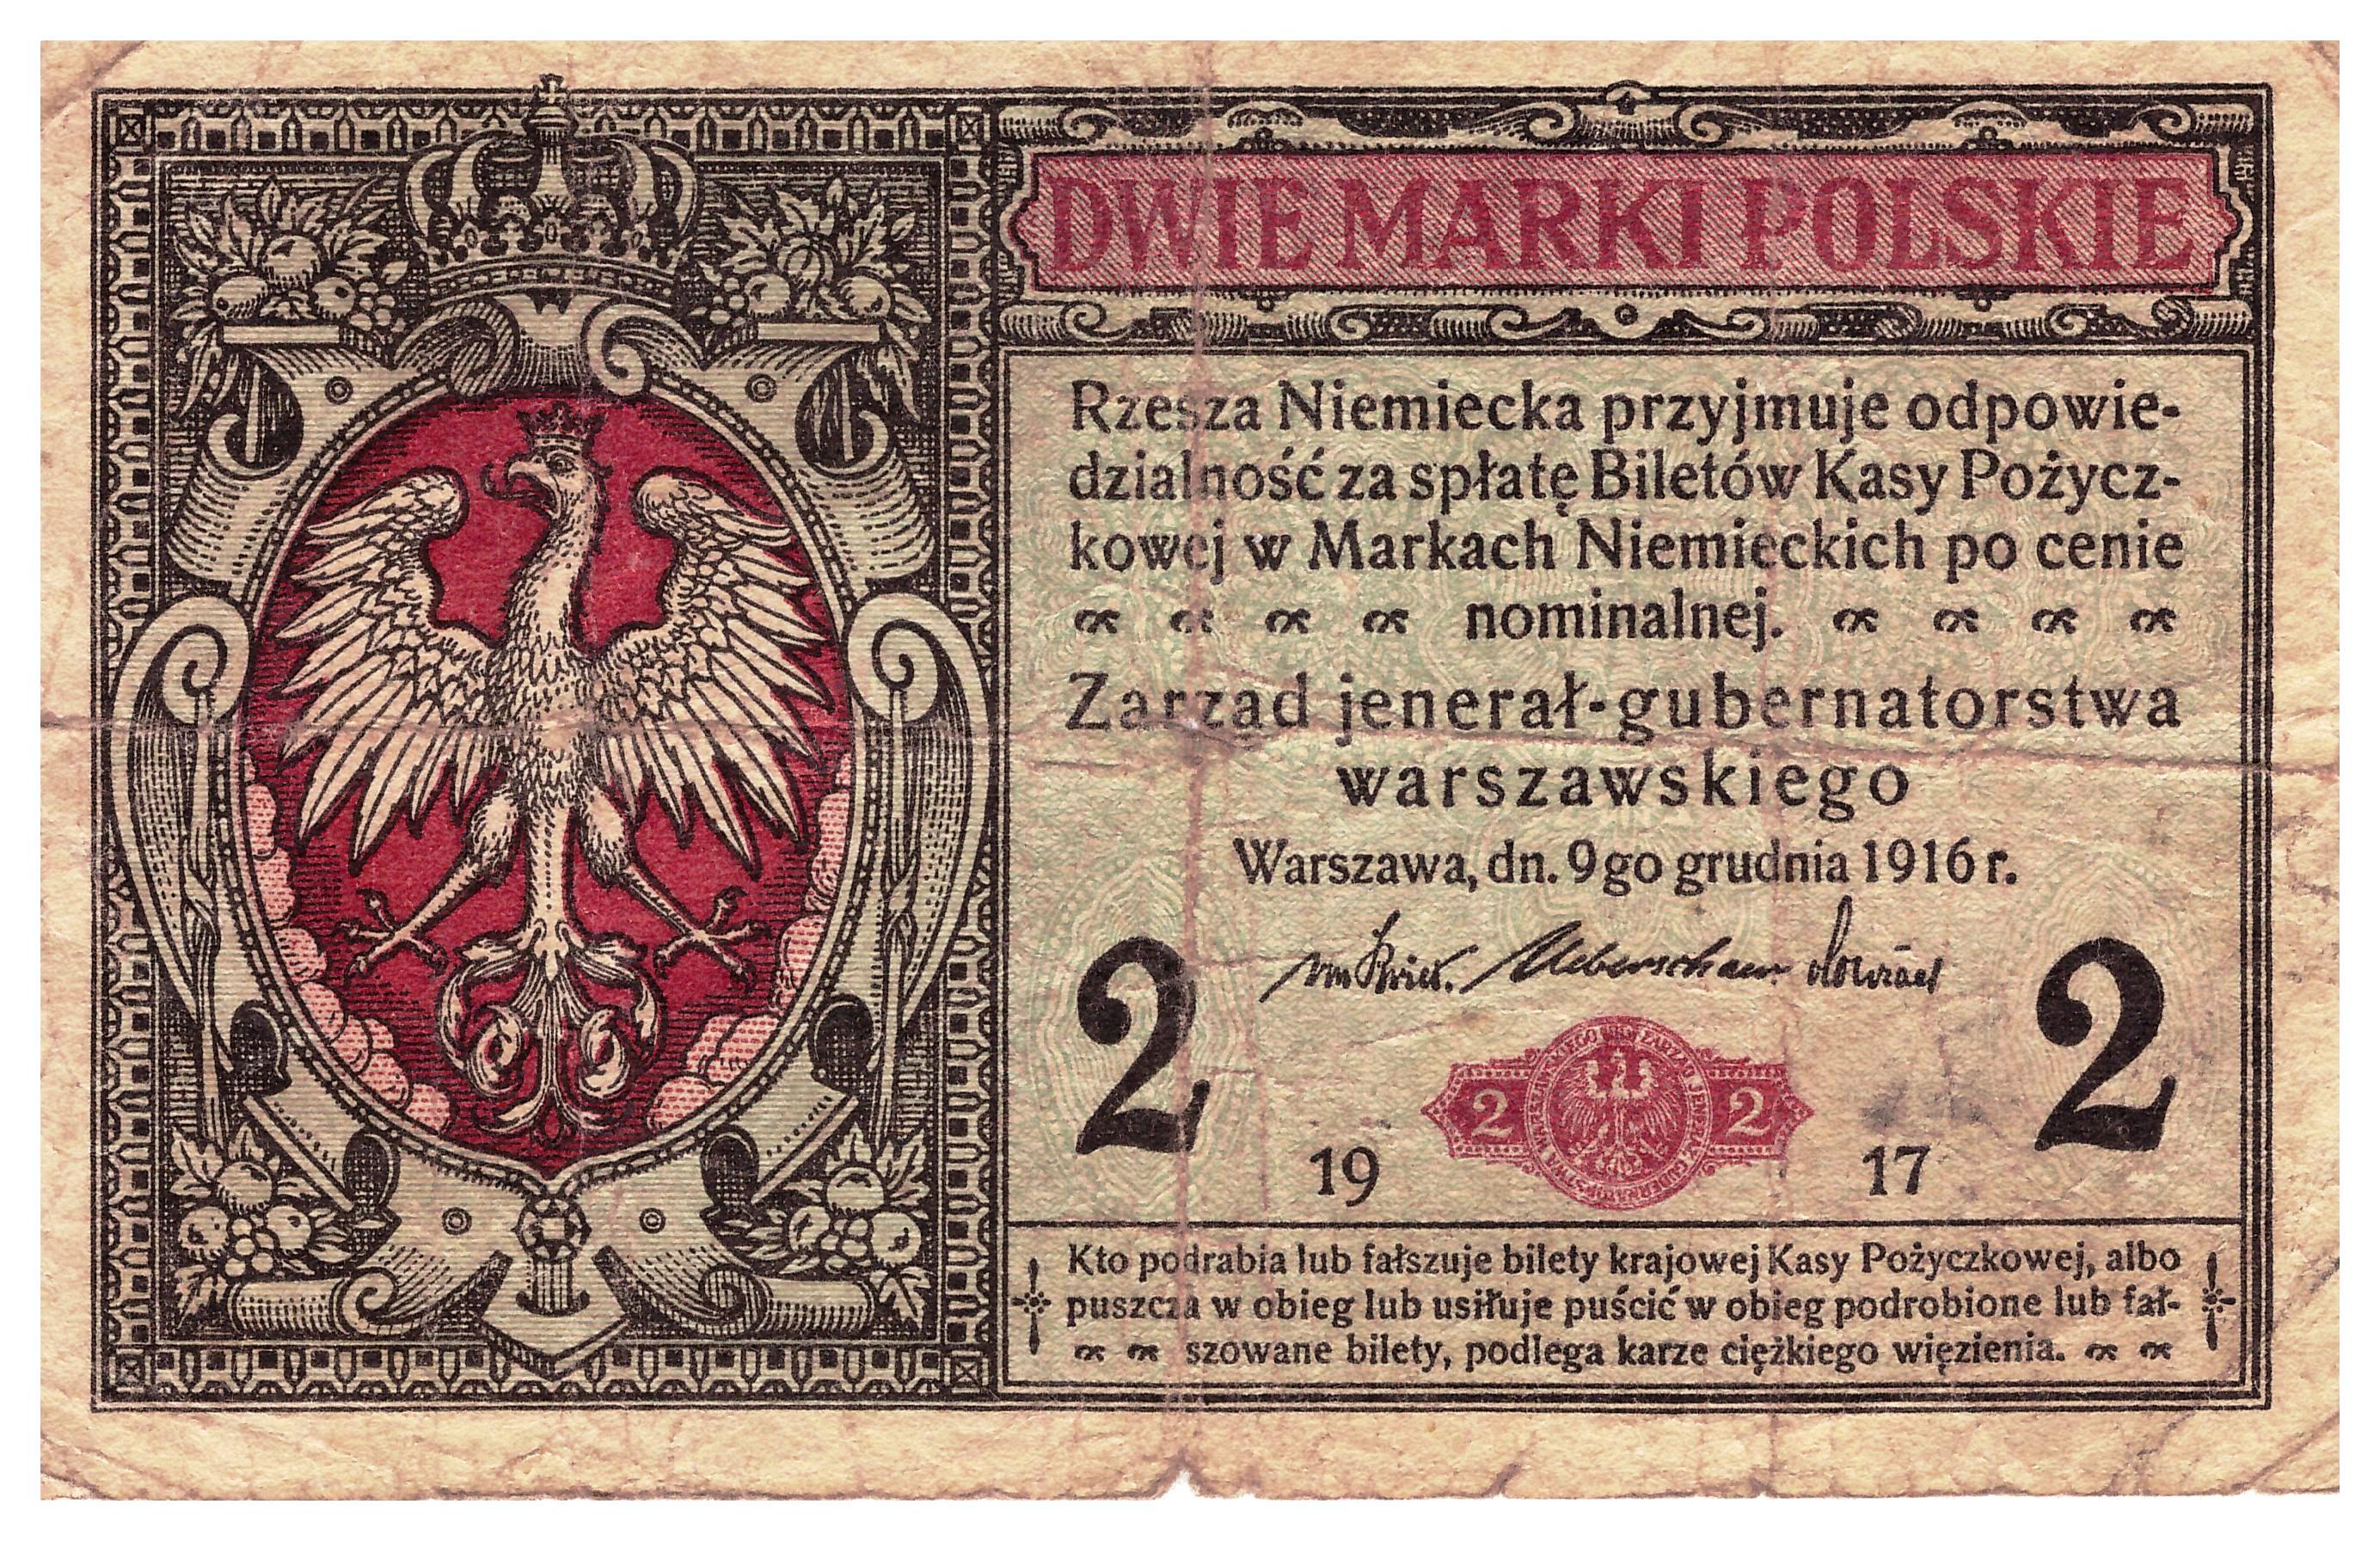 DWIE MARKI POLSKIE
Rzesza Niemiecka przyjmuje odpowie-
dzialność za spłatę Biletów Kasy Pożycz-
kowej w Markach Niemieckich po cenie
nominalnej.
Zarząd jenerał-gubernatorstwa
warszawskiego
Warszawa, dn. 9go grudnia 1916 r.
2 2
2 2
19 17
Kto podrabia lub fałszuje bilety krajowej Kasy Pożyczkowej, albo
puszcza w obieg lub usiłuje puścić w obieg podrobione lub fał-
szowane bilety, podlega karze ciężkiego więzienia.